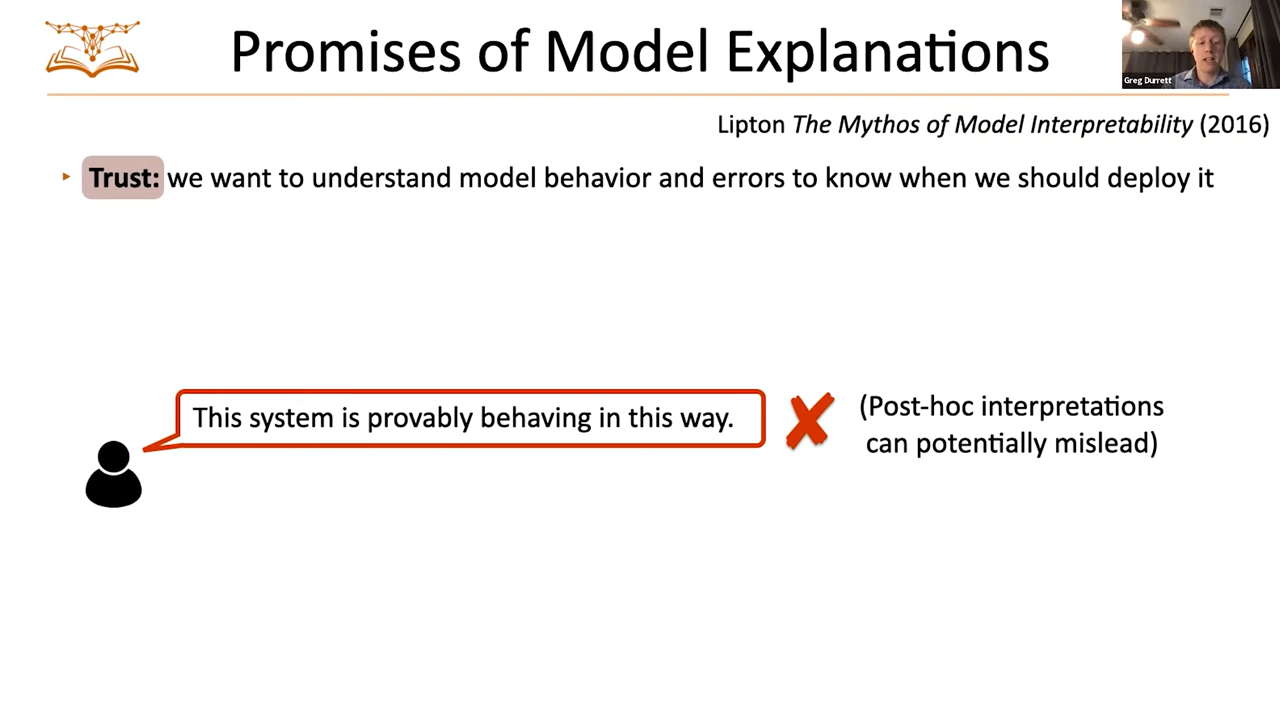 Promises of Model Explanations
Greg Durrett
Lipton The Mythos of Model Interpretability (2016)
Trust: we want to understand model behavior and errors to know when we should deploy it
This system is provably behaving in this way.
(Post-hoc interpretations
can potentially mislead)